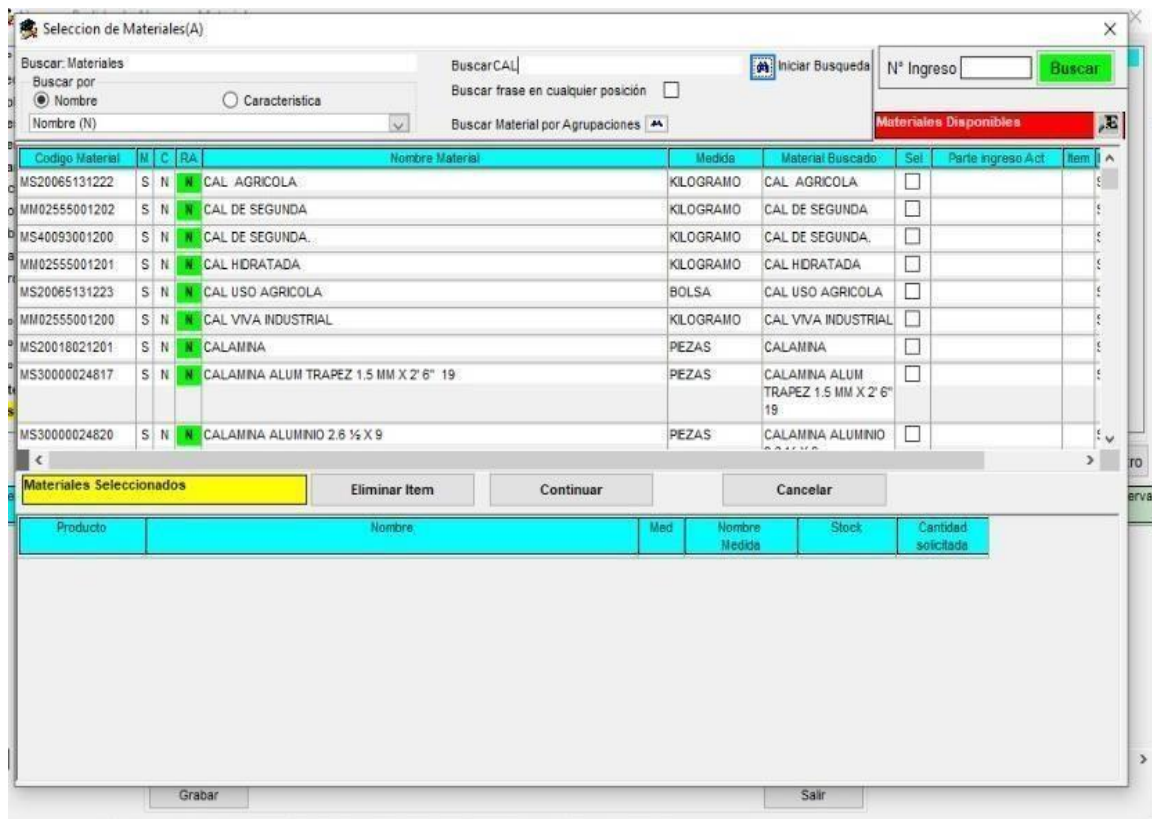 Seleccion de Materiales(A)
Buscar: Materiales
Buscar CAL
Iniciar Busqueda
N° Ingreso
Buscar
Buscar por
Nombre
Caracteristica
Buscar frase en cualquier posición
Nombre (N)
Buscar Material por Agrupaciones
Materiales Disponibles
Codigo Material M C RA Nombre Material Medida Material Buscado Sel Parte ingreso Act Item
MS20065131222 S N N CAL AGRICOLA KILOGRAMO CAL AGRICOLA
MM02555001202 S N N CAL DE SEGUNDA KILOGRAMO CAL DE SEGUNDA
MS40093001200 S N N CAL DE SEGUNDA. KILOGRAMO CAL DE SEGUNDA.
MM02555001201 S N N CAL HIDRATADA KILOGRAMO CAL HIDRATADA
MS20065131223 S N N CAL USO AGRICOLA BOLSA CAL USO AGRICOLA
MM02555001200 S N N CAL VIVA INDUSTRIAL KILOGRAMO CAL VIVA INDUSTRIAL
MS20018021201 S N N CALAMINA PEZAS CALAMINA
MS30000024817 S N N CALAMINA ALUM TRAPEZ 1.5 MM X 2' 6" 19 PEZAS CALAMINA ALUM
TRAPEZ 1.5 MM X 2' 6"
19
MS30000024820 S N N CALAMINA ALUMINIO 2.6 ½ X 9 PEZAS CALAMINA ALUMINIO
Materiales Seleccionados
Eliminar Item
Continuar
Cancelar
Producto Nombre Med Nombre Medida Stock Cantidad solicitada
Grabar
Salir